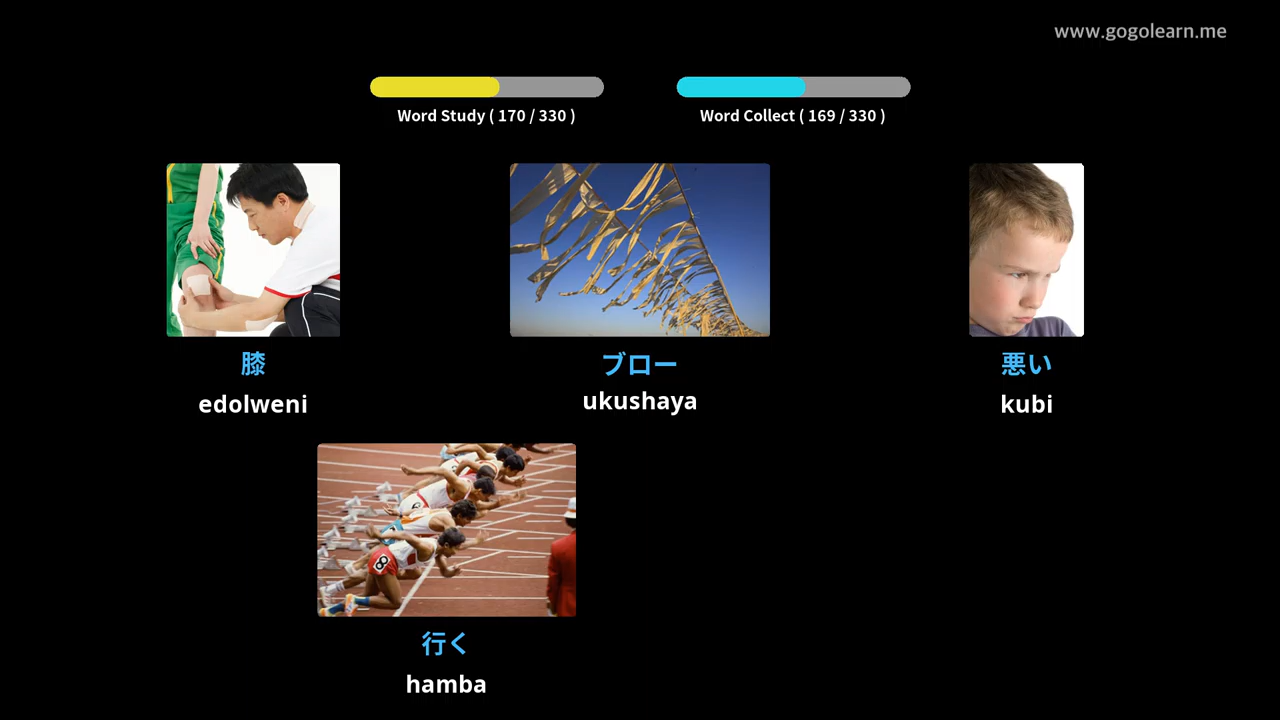 www.gogolearn.me
Word Study ( 170 / 330 )
Word Collect ( 169 / 330 )
膝
edolweni
ブロー
ukushaya
悪い
kubi
行く
hamba